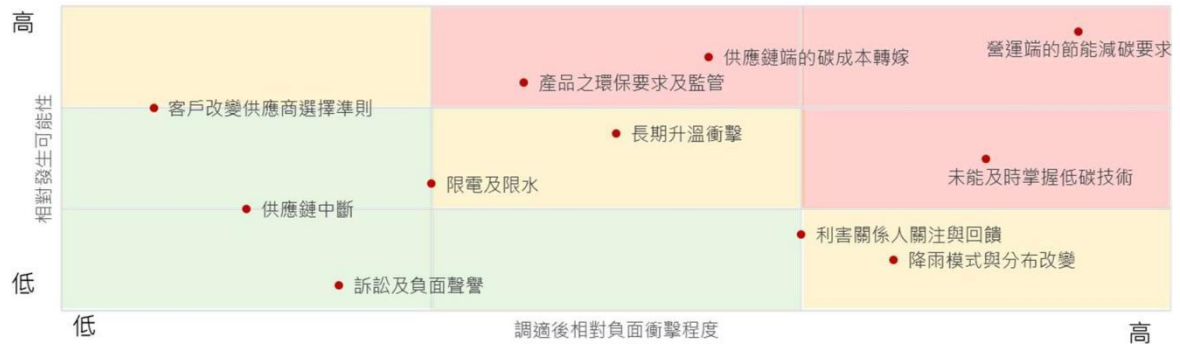 高
營運端的節能減碳要求
供應鏈端的碳成本轉嫁
產品之環保要求及監管
客戶改變供應商選擇準則
長期升溫衝擊
相對發生可能性
未能及時掌握低碳技術
限電及限水
供應鏈中斷
利害關係人關注與回饋
降雨模式與分布改變
訴訟及負面聲譽
低
低
調適後相對負面衝擊程度
高